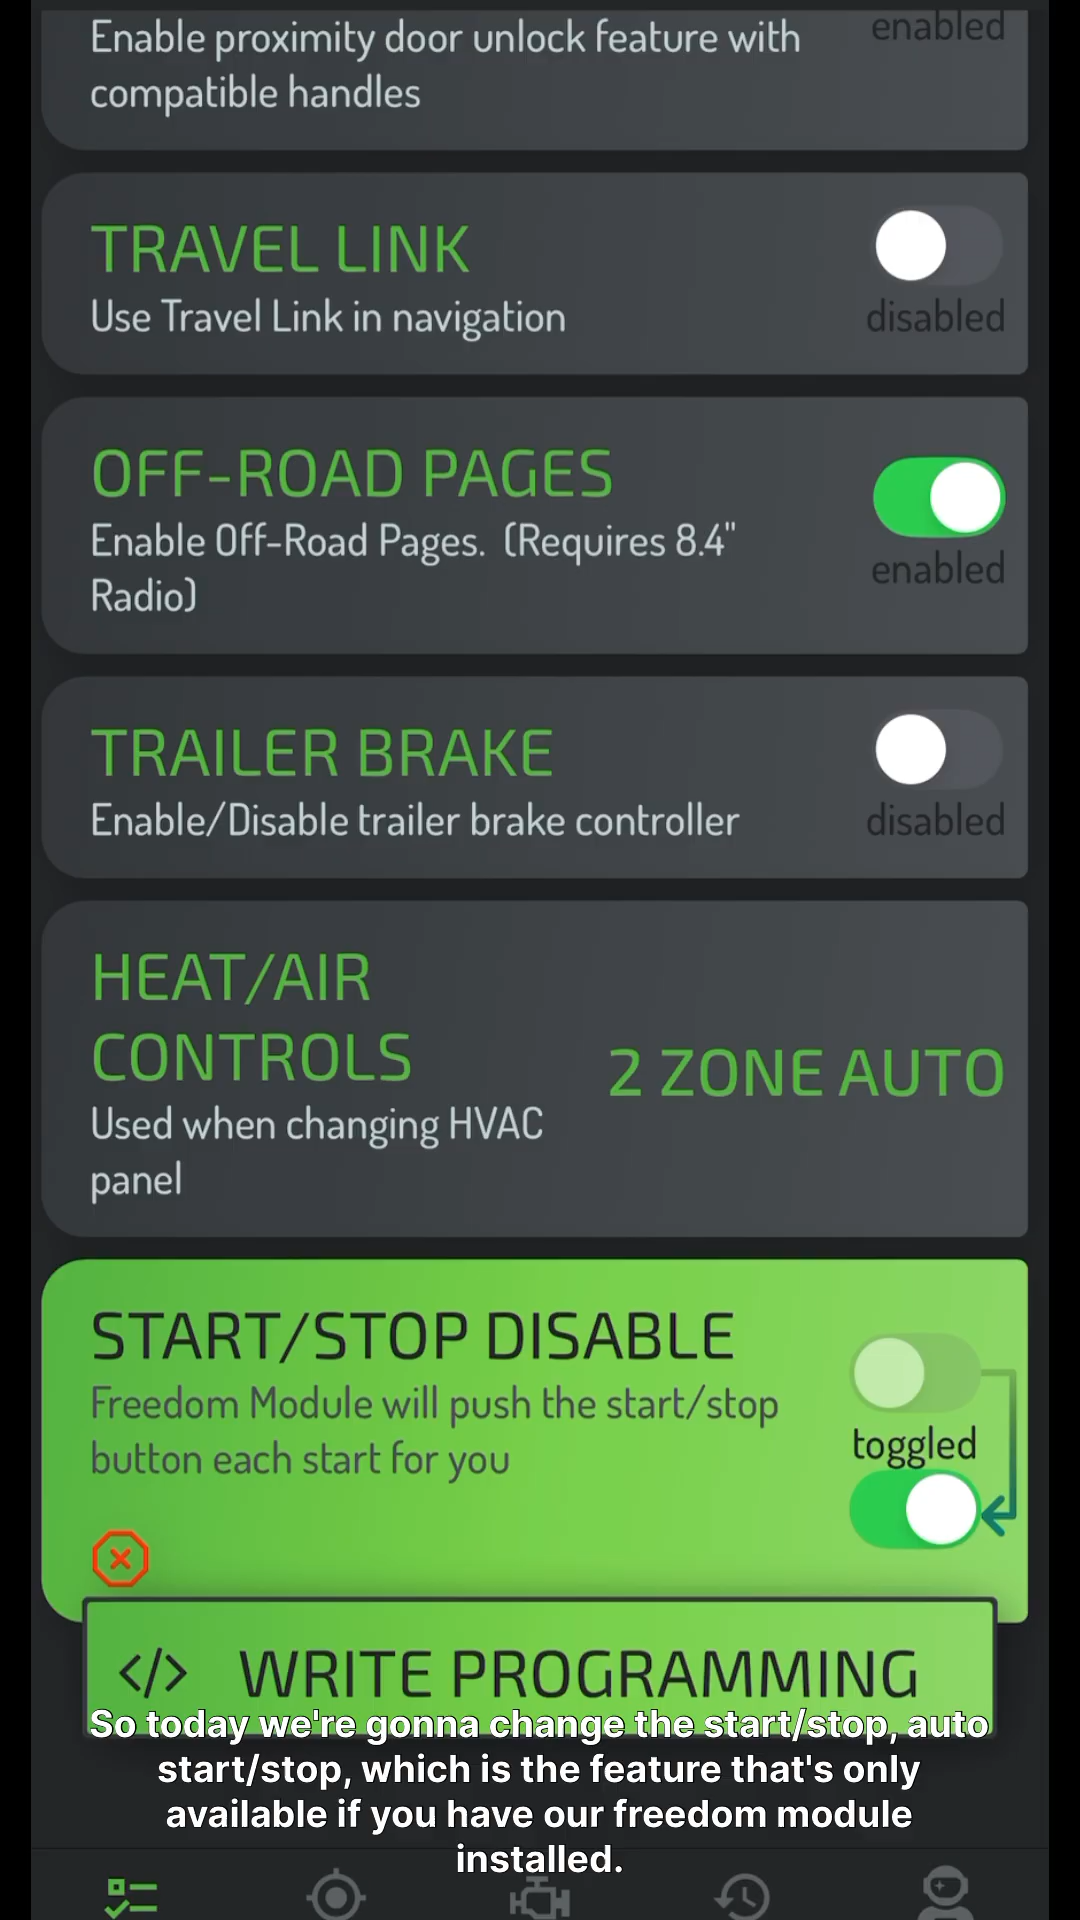 Enable proximity door unlock feature with
compatible handles
enabled
TRAVEL LINK
Use Travel Link in navigation
disabled
OFF-ROAD PAGES
Enable Off-Road Pages.  (Requires 8.4"
Radio)
enabled
TRAILER BRAKE
Enable/Disable trailer brake controller
disabled
HEAT/AIR
CONTROLS
Used when changing HVAC
panel
2 ZONE AUTO
START/STOP DISABLE
Freedom Module will push the start/stop
button each start for you
toggled
</> WRITE PROGRAMMING
So today we're gonna change the start/stop, auto
start/stop, which is the feature that's only
available if you have our freedom module
installed.